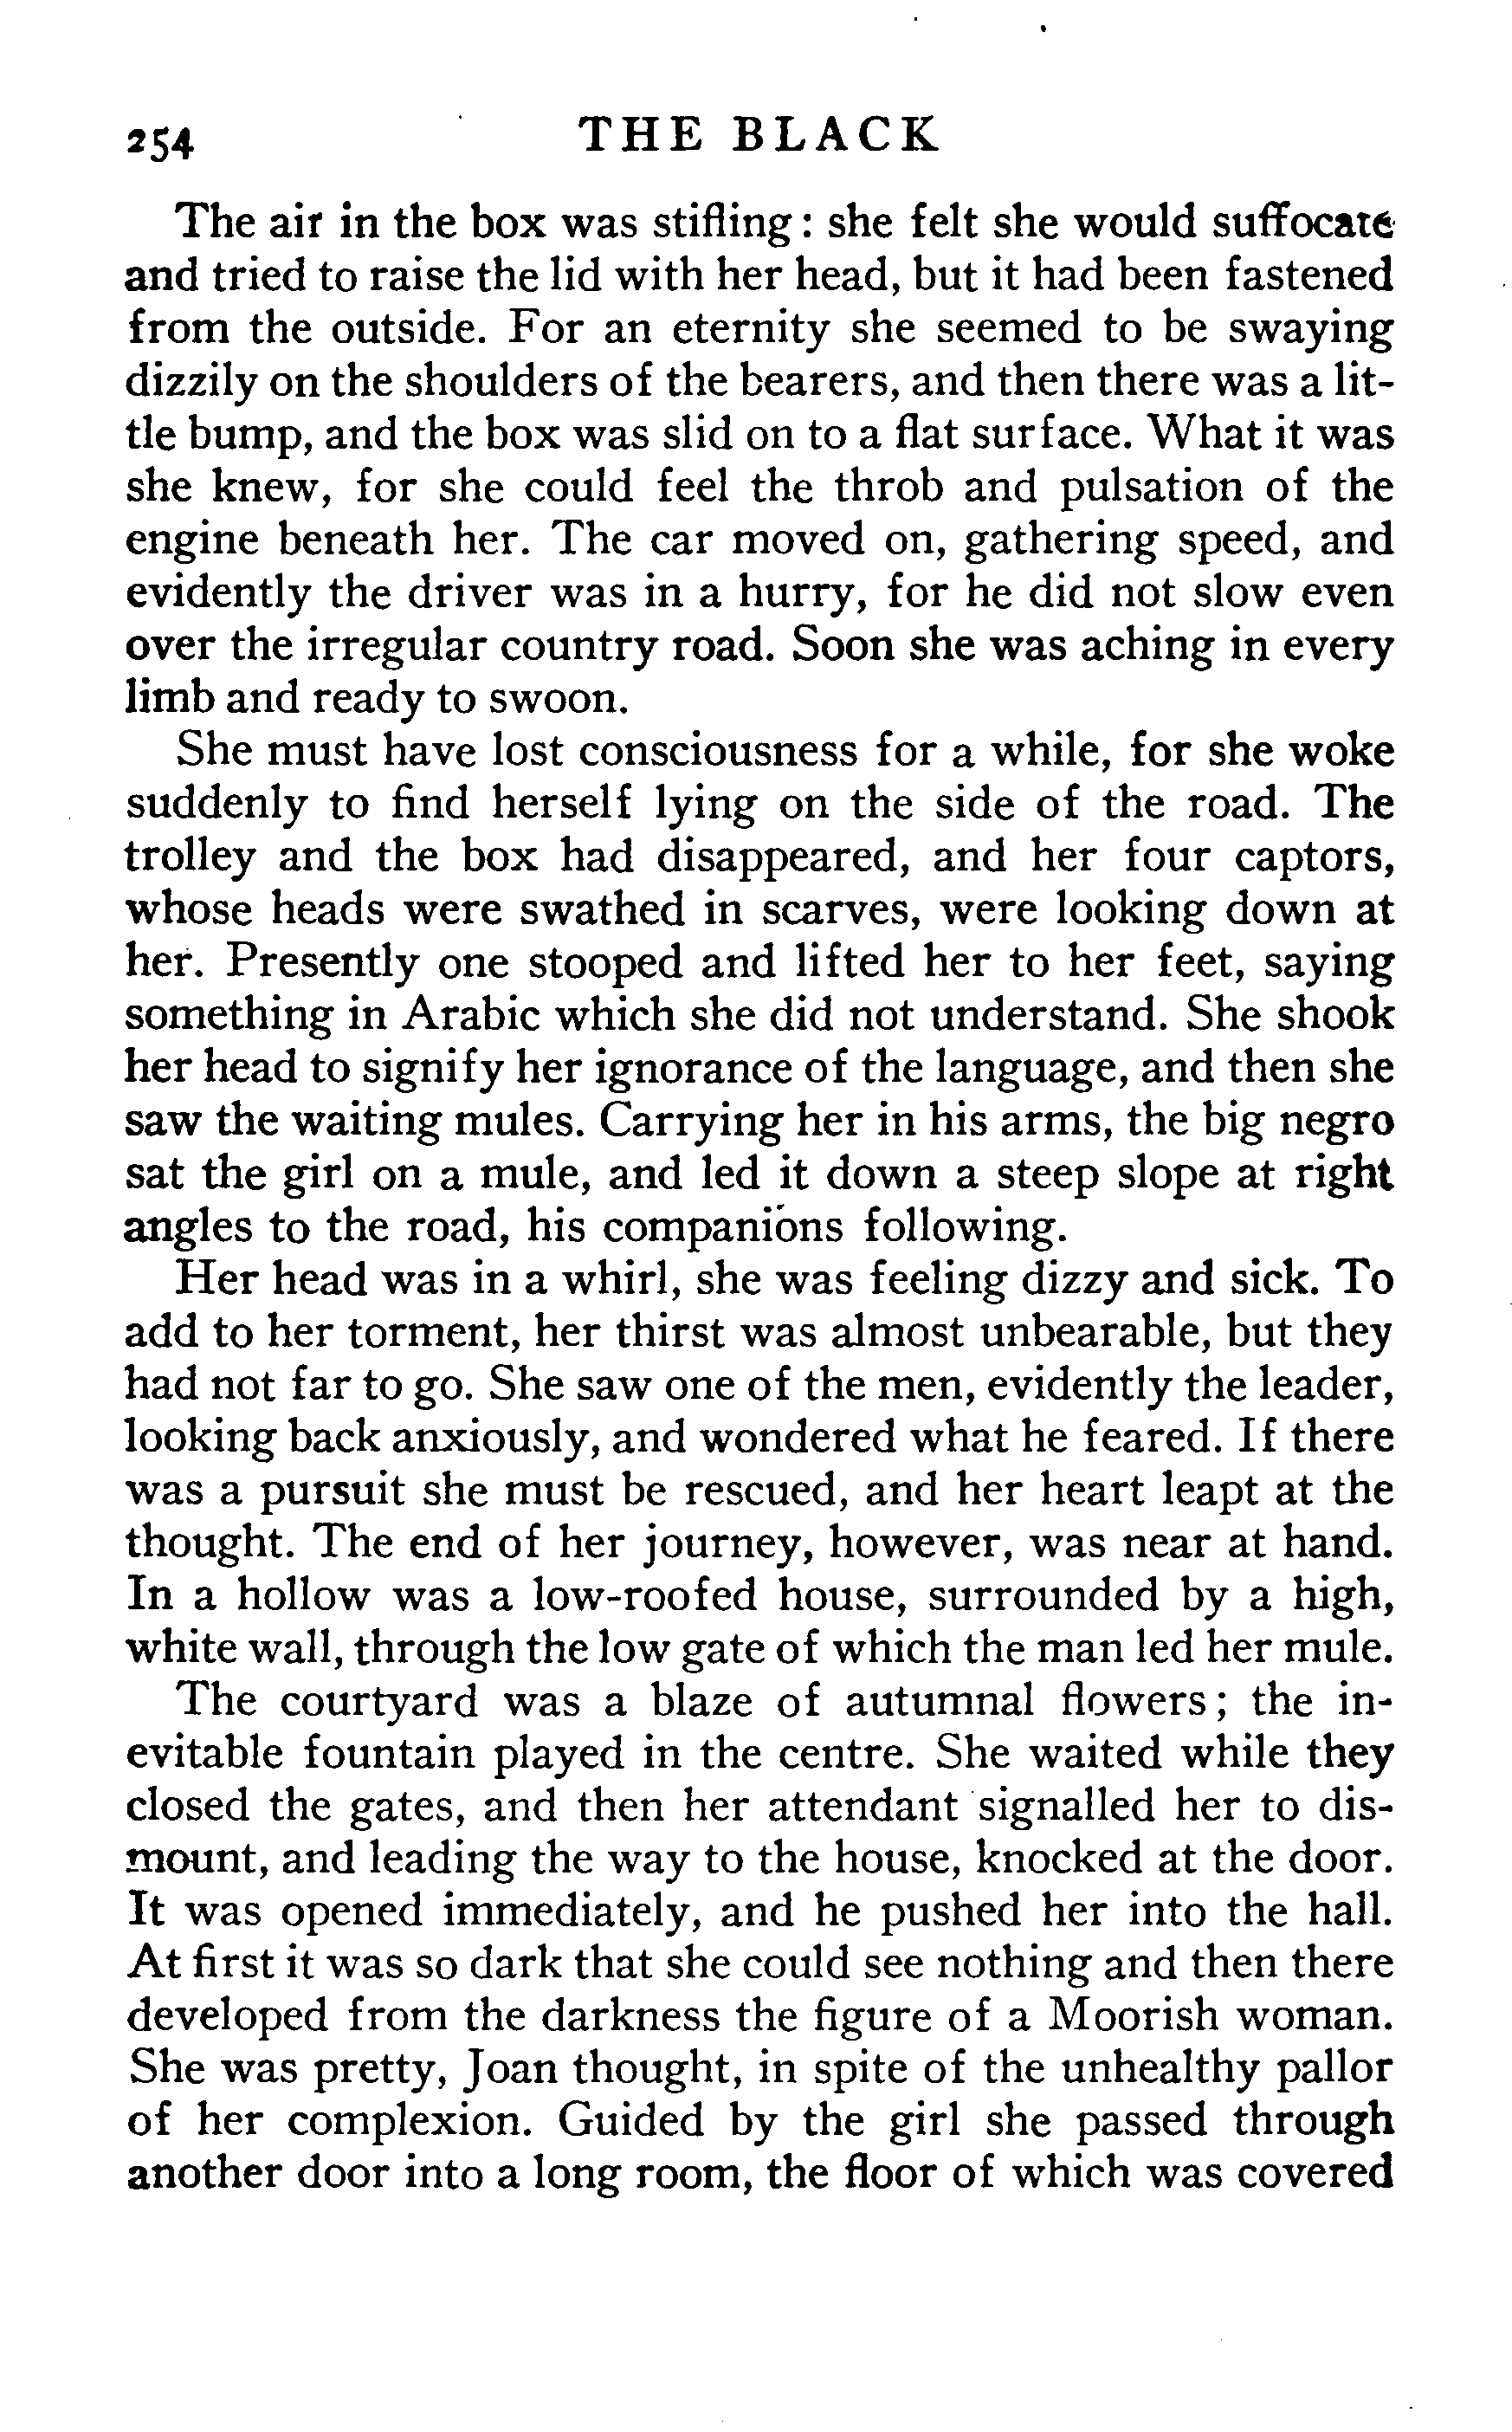 254 THE BLACK
The air in the box was stifling: she felt she would suffocate
and tried to raise the lid with her head, but it had been fastened
from the outside. For an eternity she seemed to be swaying
dizzily on the shoulders of the bearers, and then there was a lit-
tle bump, and the box was slid on to a flat surface. What it was
she knew, for she could feel the throb and pulsation of the
engine beneath her. The car moved on, gathering speed, and
evidently the driver was in a hurry, for he did not slow even
over the irregular country road. Soon she was aching in every
limb and ready to swoon.
She must have lost consciousness for a while, for she woke
suddenly to find herself lying on the side of the road. The
trolley and the box had disappeared, and her four captors,
whose heads were swathed in scarves, were looking down at
her. Presently one stooped and lifted her to her feet, saying
something in Arabic which she did not understand. She shook
her head to signify her ignorance of the language, and then she
saw the waiting mules. Carrying her in his arms, the big negro
sat the girl on a mule, and led it down a steep slope at right
angles to the road, his companions following.
Her head was in a whirl, she was feeling dizzy and sick. To
add to her torment, her thirst was almost unbearable, but they
had not far to go. She saw one of the men, evidently the leader,
looking back anxiously, and wondered what he feared. If there
was a pursuit she must be rescued, and her heart leapt at the
thought. The end of her journey, however, was near at hand.
In a hollow was a low-roofed house, surrounded by a high,
white wall, through the low gate of which the man led her mule.
The courtyard was a blaze of autumnal flowers; the in-
evitable fountain played in the centre. She waited while they
closed the gates, and then her attendant signalled her to dis-
mount, and leading the way to the house, knocked at the door.
It was opened immediately, and he pushed her into the hall.
At first it was so dark that she could see nothing and then there
developed from the darkness the figure of a Moorish woman.
She was pretty, Joan thought, in spite of the unhealthy pallor
of her complexion. Guided by the girl she passed through
another door into a long room, the floor of which was covered